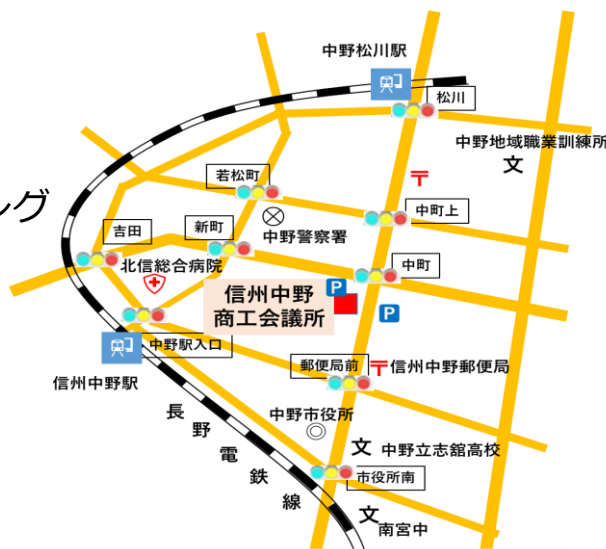 中野松川駅
松川
中野地域職業訓練所
文
〒
若松町
ング
中町上
吉田
新町
中野警察署
北信総合病院
中町
P
信州中野
商工会議所
P
中野駅入口
郵便局前
〒信州中野郵便局
信州中野駅
長野電鉄線
中野市役所
文 中野立志舘高校
市役所南
文
南宮中